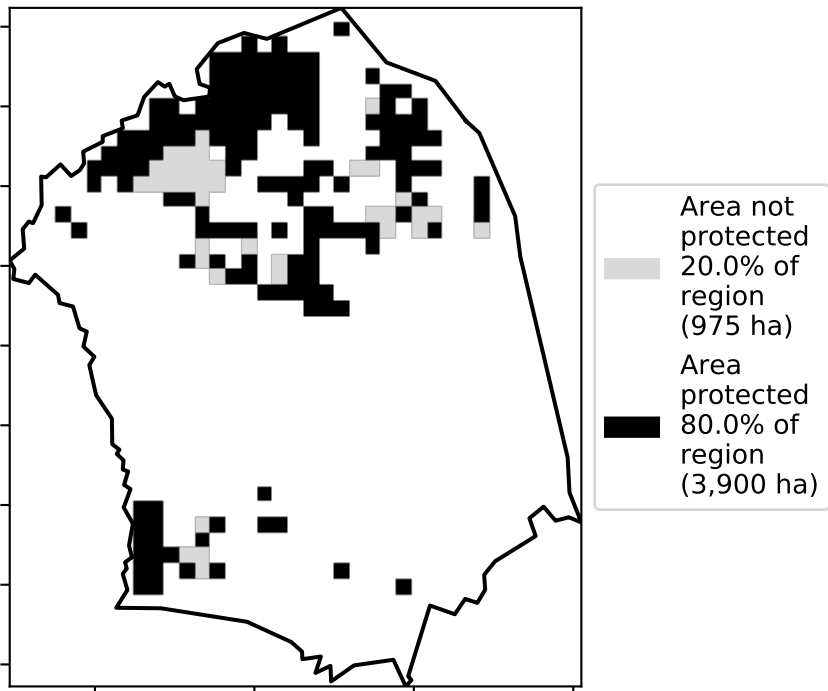 Area not
protected
20.0% of
region
(975 ha)
Area
protected
80.0% of
region
(3,900 ha)